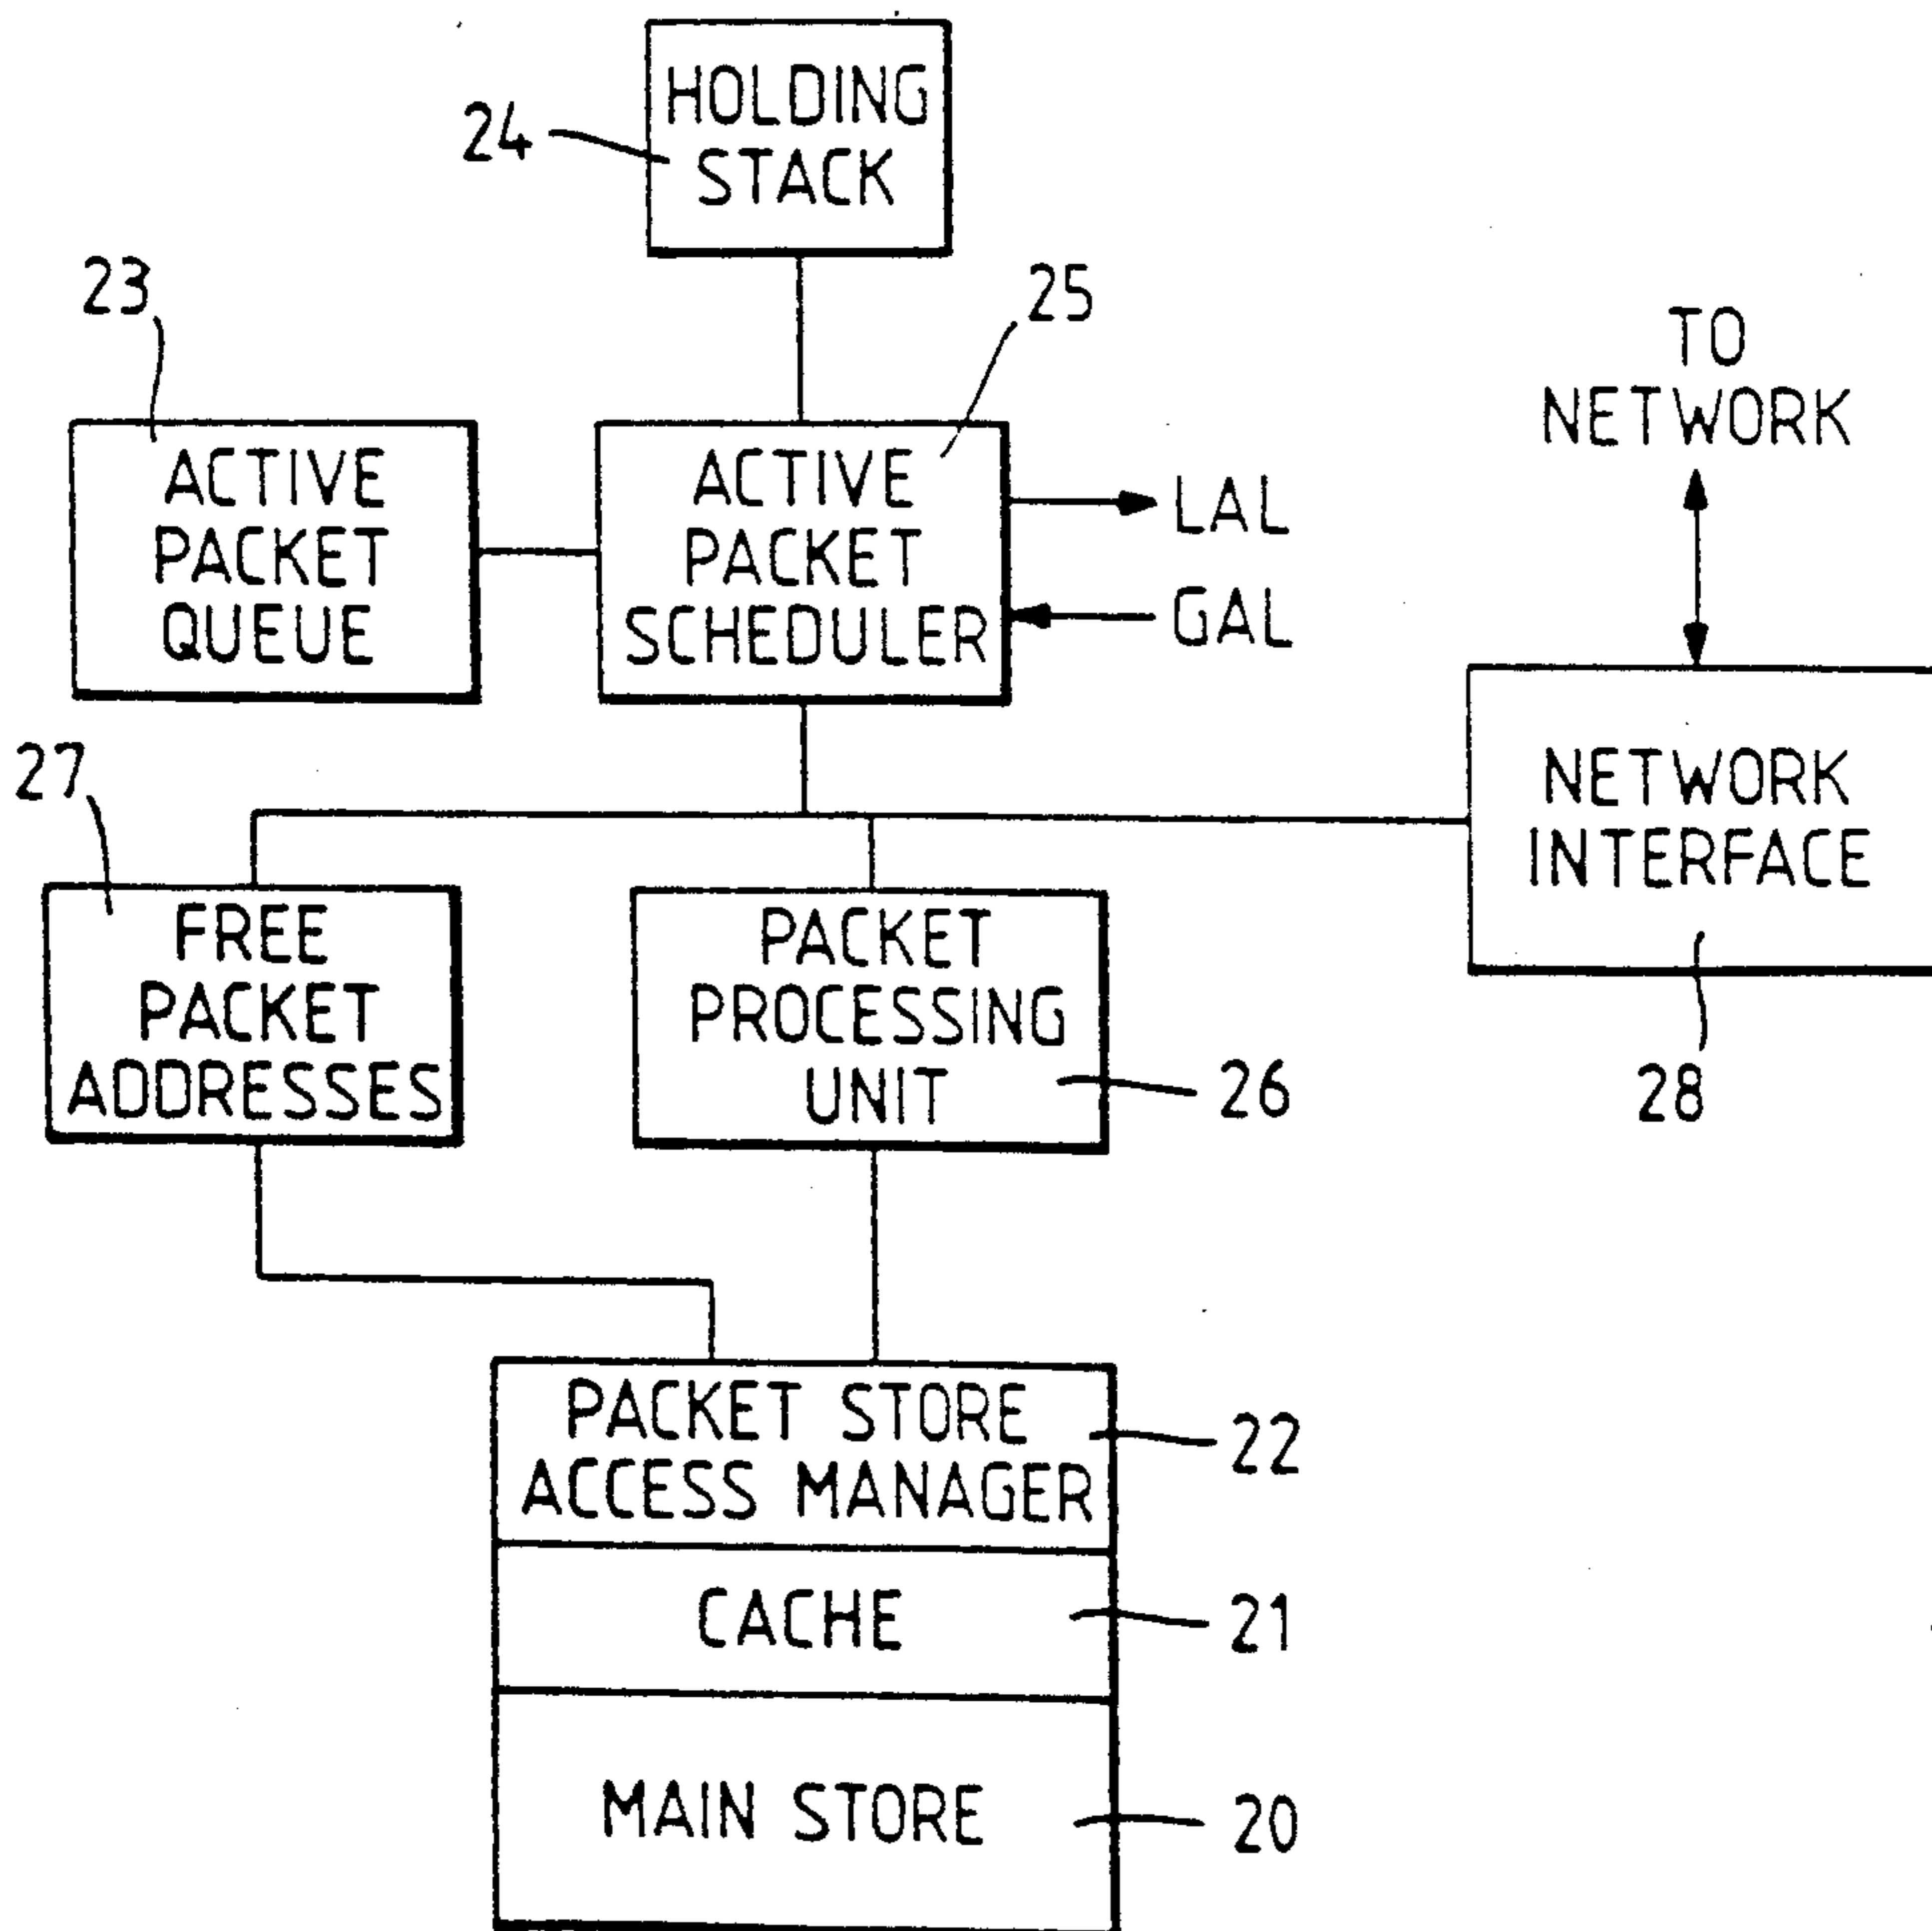 HOLDING
STACK
24
23
25
TO
NETWORK
ACTIVE
PACKET
QUEUE
ACTIVE
PACKET
SCHEDULER
LAL
GAL
27
NETWORK
INTERFACE
28
FREE
PACKET
ADDRESSES
PACKET
PROCESSING
UNIT
26
PACKET STORE
ACCESS MANAGER
22
CACHE
21
MAIN STORE
20